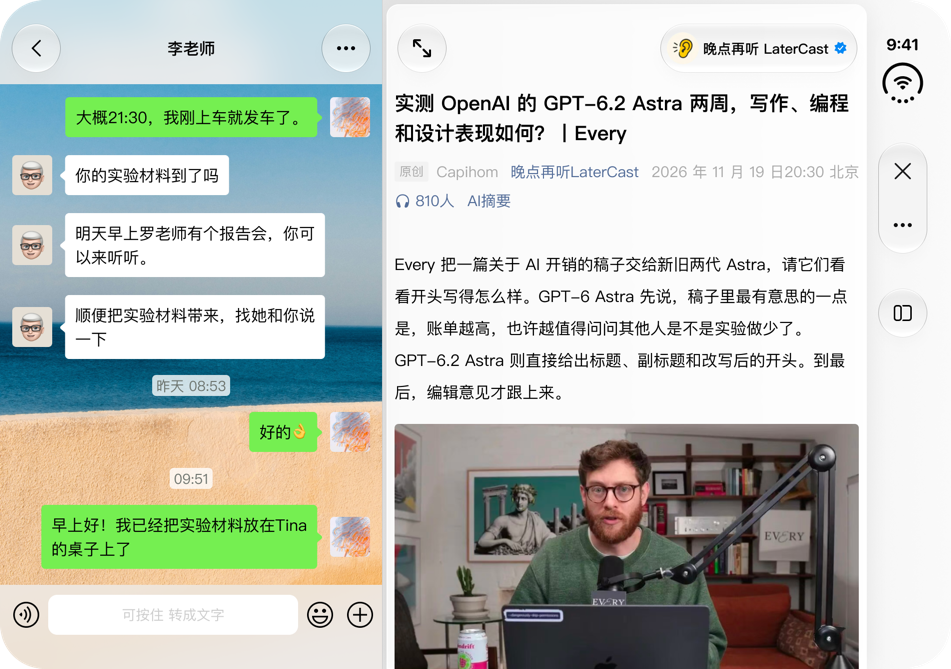 李老师
大概21:30，我刚上车就发车了。
你的实验材料到了吗
明天早上罗老师有个报告会，你可
以来听听。
顺便把实验材料带来，找她和你说
一下
昨天 08:53
好的👌
09:51
早上好！我已经把实验材料放在Tina
的桌子上了
可按住 转成文字
晚点再听 LaterCast
实测 OpenAI 的 GPT-6.2 Astra 两周，写作、编程
和设计表现如何？｜Every
原创 Capihom 晚点再听LaterCast 2026 年 11 月 19 日20:30 北京
810人 AI摘要
Every 把一篇关于 AI 开销的稿子交给新旧两代 Astra，请它们看
看开头写得怎么样。GPT-6 Astra 先说，稿子里最有意思的一点
是，账单越高，也许越值得问问其他人是不是实验做少了。
GPT-6.2 Astra 则直接给出标题、副标题和改写后的开头。到最
后，编辑意见才跟上来。
EVERY
EVERY
9:41